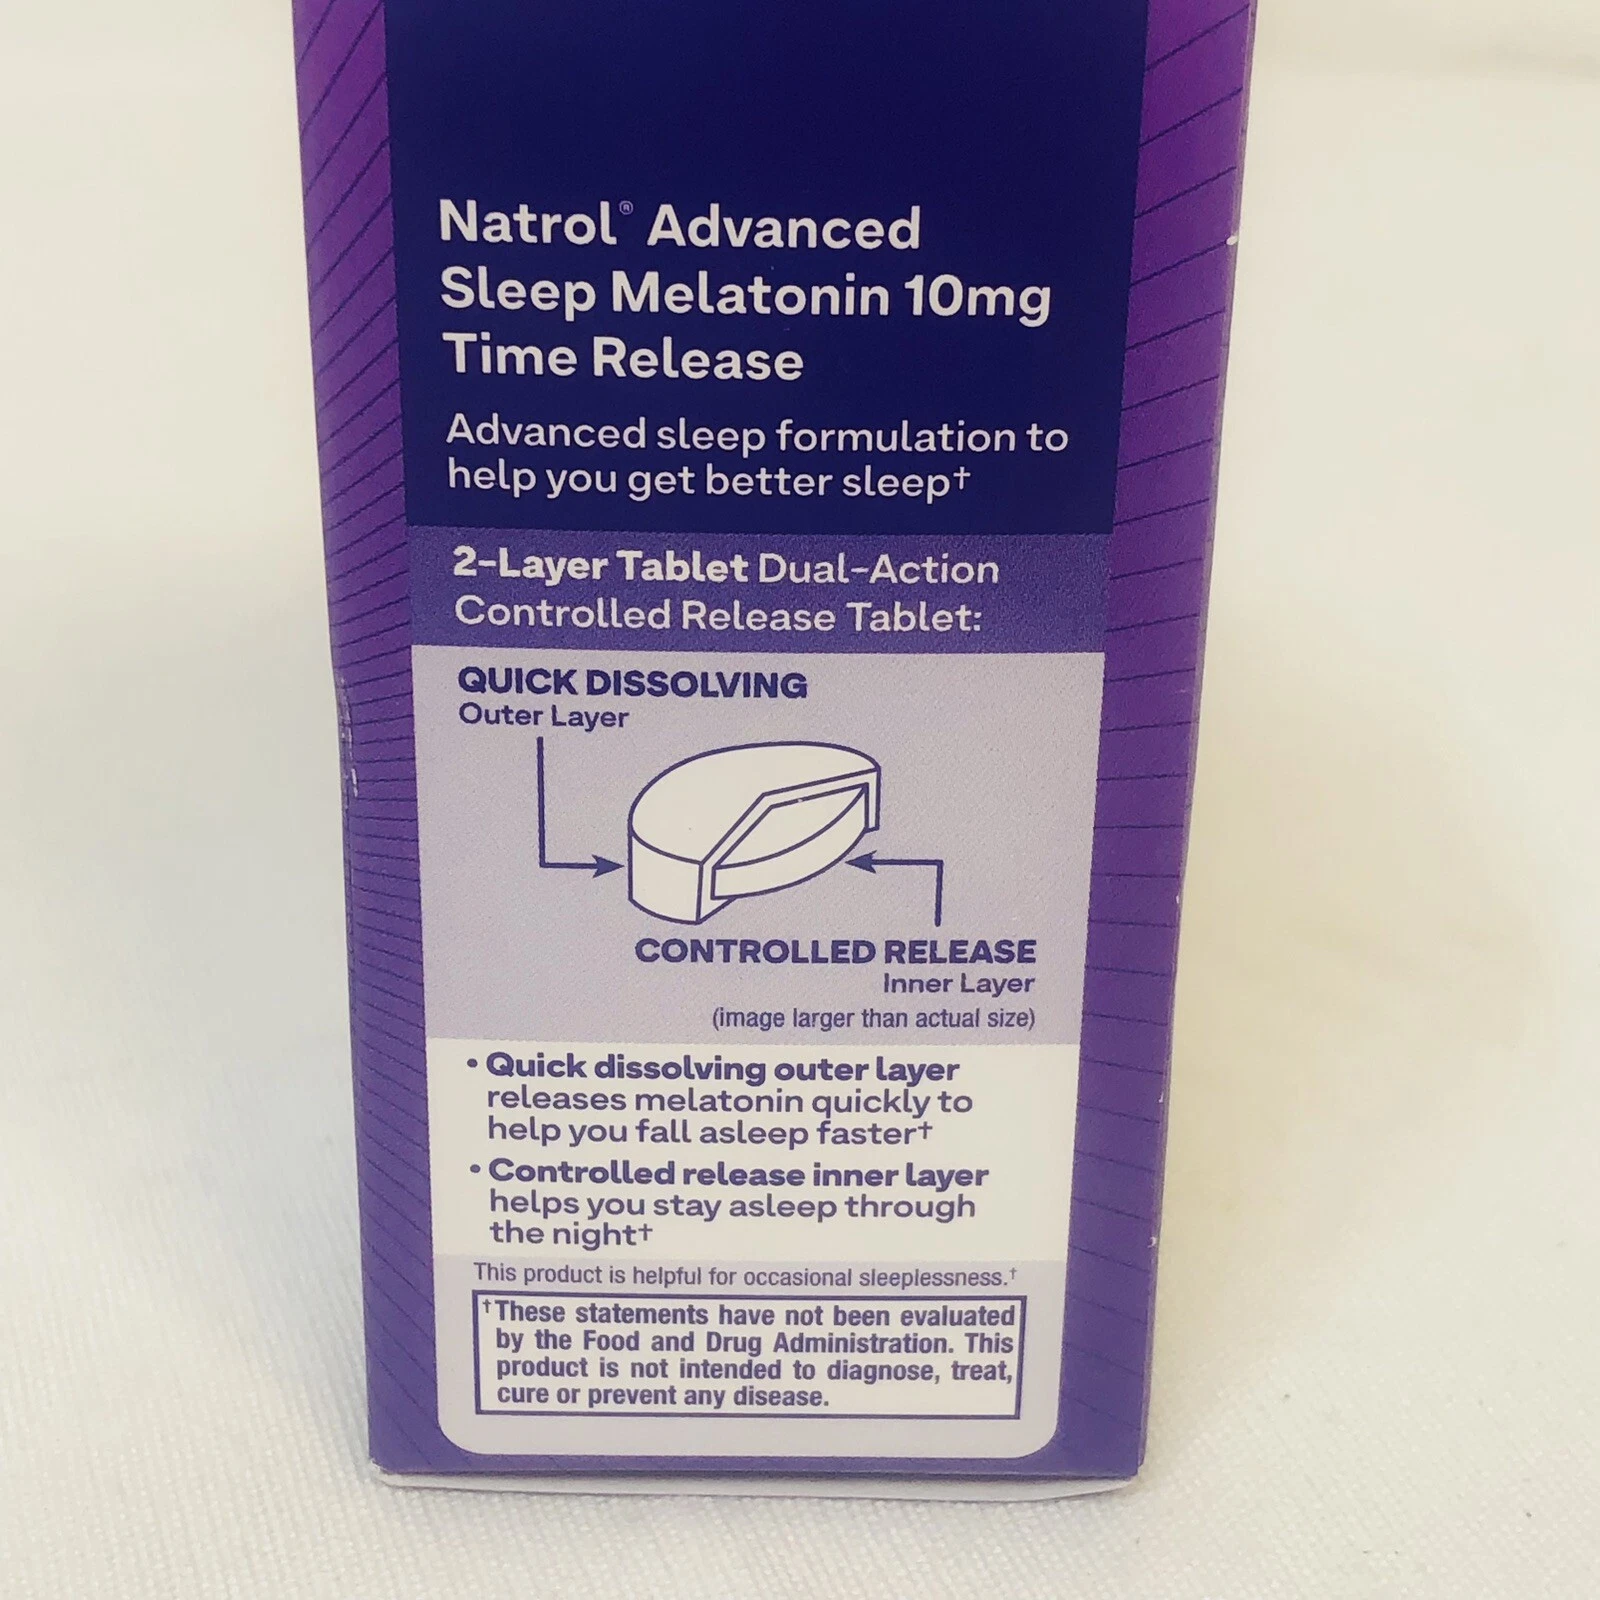 Natrol® Advanced
Sleep Melatonin 10mg
Time Release
Advanced sleep formulation to
help you get better sleep†
2-Layer Tablet Dual-Action
Controlled Release Tablet:
QUICK DISSOLVING
Outer Layer
CONTROLLED RELEASE
Inner Layer
(image larger than actual size)
• Quick dissolving outer layer
releases melatonin quickly to
help you fall asleep faster†
• Controlled release inner layer
helps you stay asleep through
the night†
This product is helpful for occasional sleeplessness.†
†These statements have not been evaluated
by the Food and Drug Administration. This
product is not intended to diagnose, treat,
cure or prevent any disease.